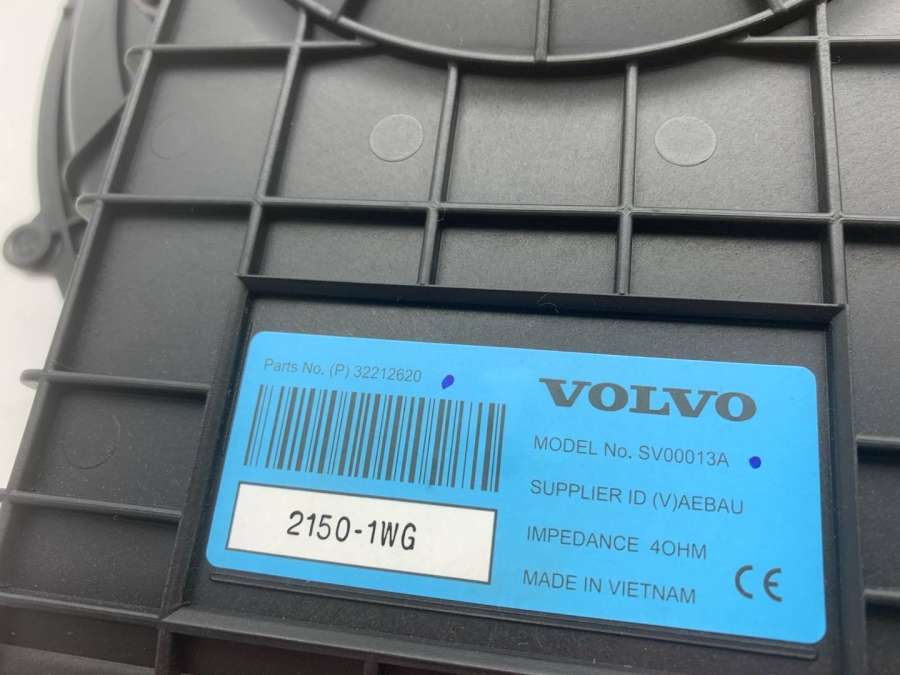 Parts No. (P) 32212620
2150-1WG
VOLVO
MODEL No. SV00013A
SUPPLIER ID (V)AEBAU
IMPEDANCE 4OHM
MADE IN VIETNAM
CE